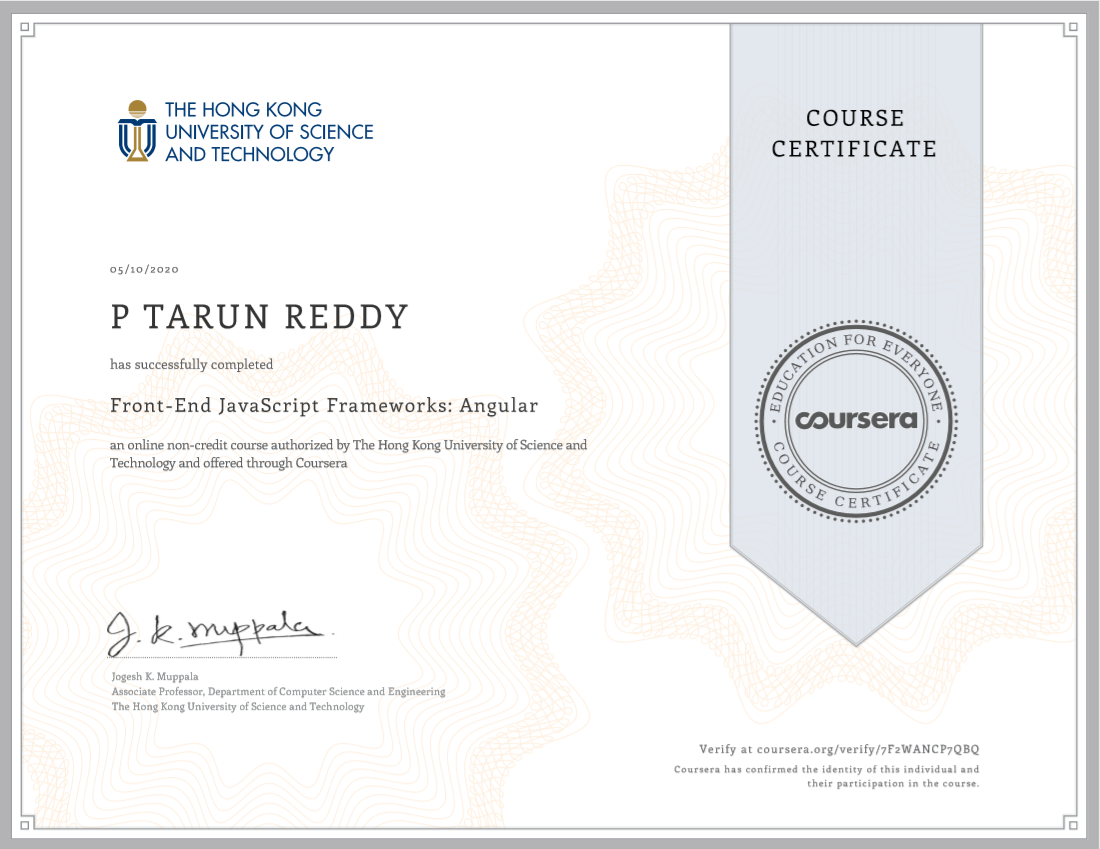 THE HONG KONG
UNIVERSITY OF SCIENCE
AND TECHNOLOGY
COURSE
CERTIFICATE
05/10/2020
P TARUN REDDY
has successfully completed
Front-End JavaScript Frameworks: Angular
an online non-credit course authorized by The Hong Kong University of Science and
Technology and offered through Coursera
EDUCATION FOR EVERYONE
coursera
COURSE CERTIFICATE
J. K. Muppala
Jogesh K. Muppala
Associate Professor, Department of Computer Science and Engineering
The Hong Kong University of Science and Technology
Verify at coursera.org/verify/7F2WANCP7QBQ
Coursera has confirmed the identity of this individual and
their participation in the course.